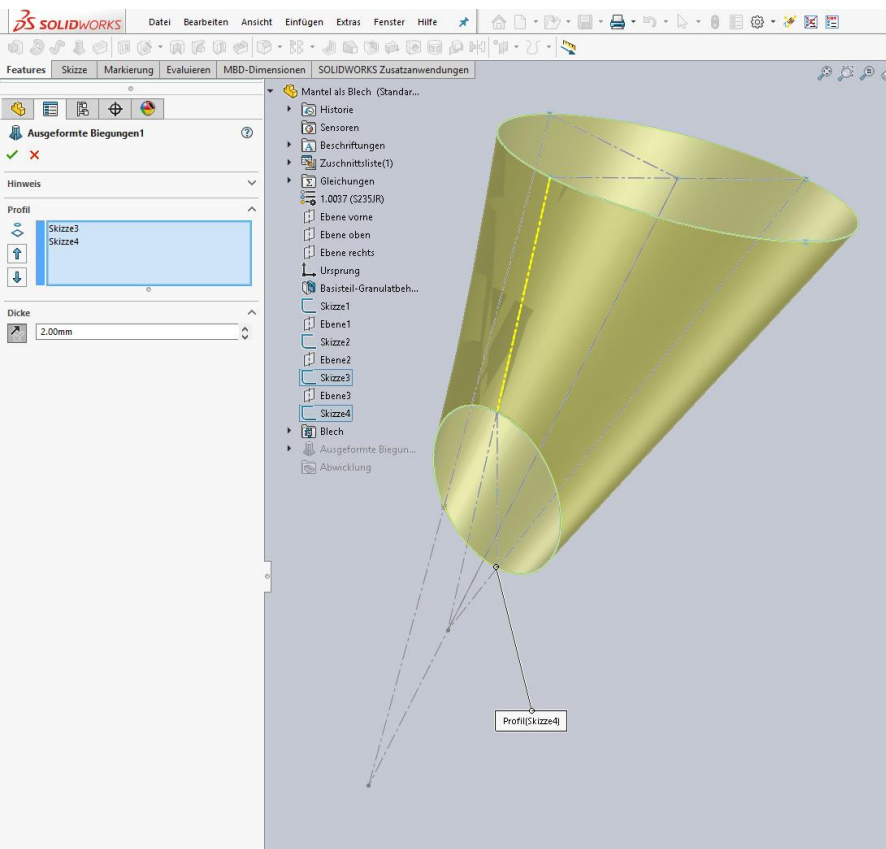 SOLIDWORKS
Datei Bearbeiten Ansicht Einfügen Extras Fenster Hilfe
Features Skizze Markierung Evaluieren MBD-Dimensionen SOLIDWORKS Zusatzanwendungen
Ausgeformte Biegungen1
Hinweis
Profil
Skizze3
Skizze4
Dicke
2.00mm
Mantel als Blech (Standar...
Historie
Sensoren
Beschriftungen
Zuschnittsliste(1)
Gleichungen
1.0037 (S235JR)
Ebene vorne
Ebene oben
Ebene rechts
Ursprung
Basisteil-Granulatbeh...
Skizze1
Ebene1
Skizze2
Ebene2
Skizze3
Ebene3
Skizze4
Blech
Ausgeformte Biegun...
Abwicklung
Profil(Skizze4)